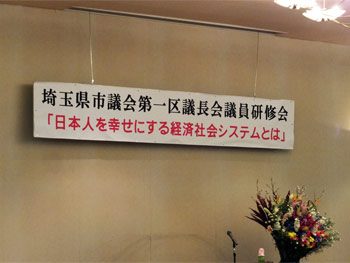 埼玉県市議会第一区議長会議員研修会
「日本人を幸せにする経済社会システムとは」